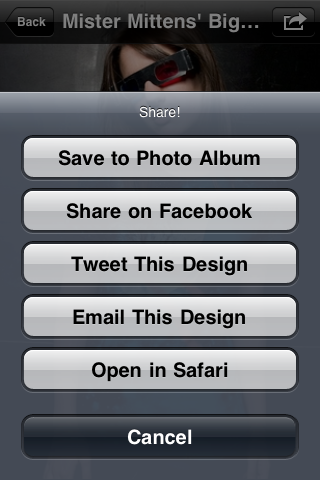 Back
Mister Mittens' Big...
Share!
Save to Photo Album
Share on Facebook
Tweet This Design
Email This Design
Open in Safari
Cancel